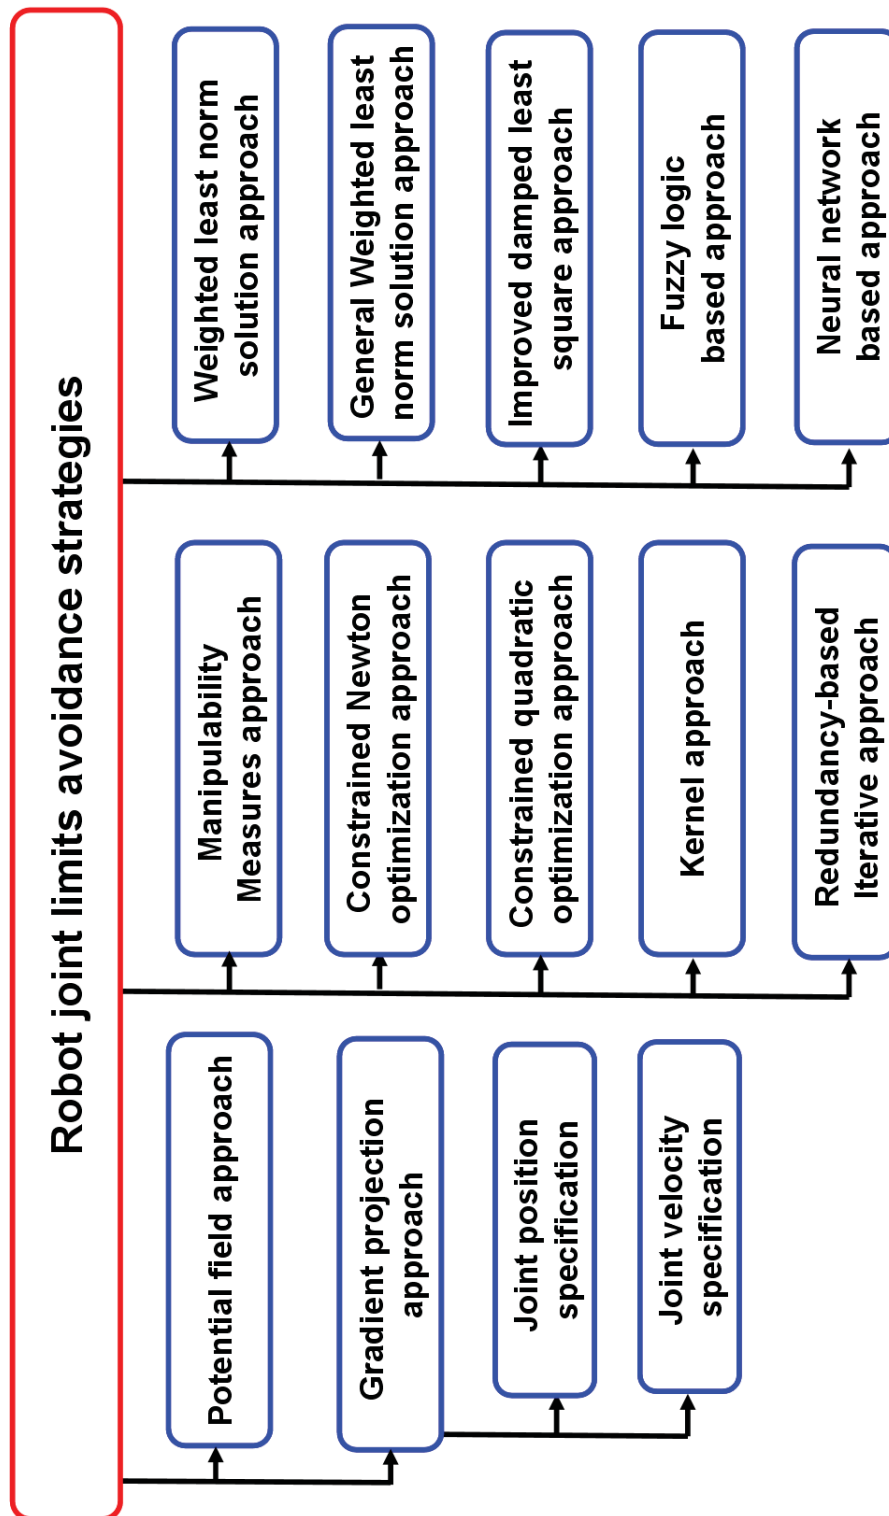 Robot joint limits avoidance strategies
Potential field approach
Gradient projection
approach
Joint position
specification
Joint velocity
specification
Manipulability
Measures approach
Constrained Newton
optimization approach
Constrained quadratic
optimization approach
Kernel approach
Redundancy-based
Iterative approach
Weighted least norm
solution approach
General Weighted least
norm solution approach
Improved damped least
square approach
Fuzzy logic
based approach
Neural network
based approach